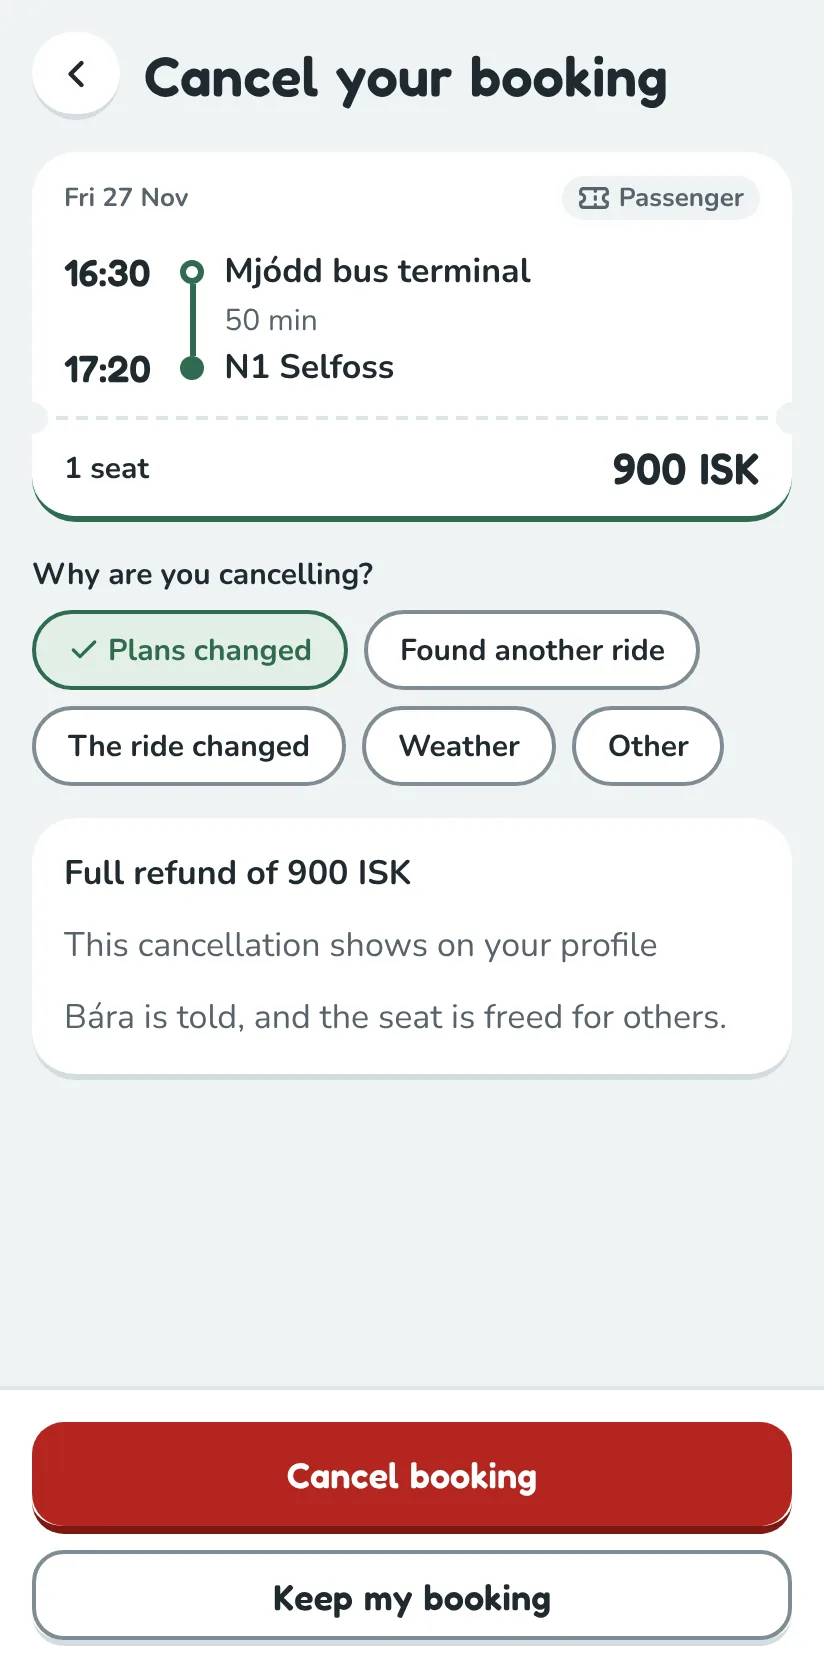 Cancel your booking
Fri 27 Nov
Passenger
16:30 Mjódd bus terminal
50 min
17:20 N1 Selfoss
1 seat 900 ISK
Why are you cancelling?
Plans changed Found another ride
The ride changed Weather Other
Full refund of 900 ISK
This cancellation shows on your profile
Bára is told, and the seat is freed for others.
Cancel booking
Keep my booking